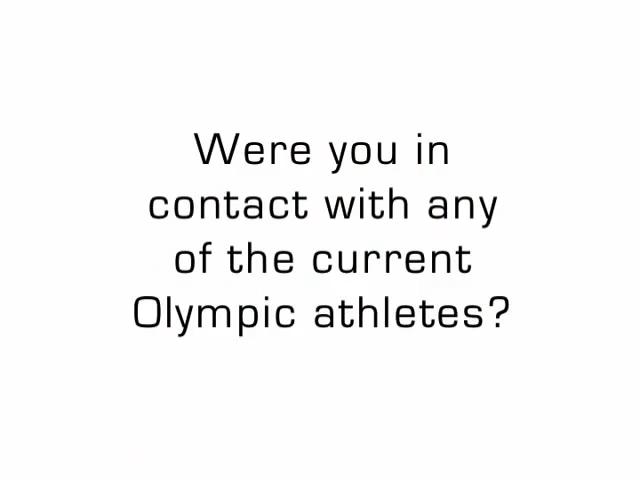 Were you in
contact with any
of the current
Olympic athletes?